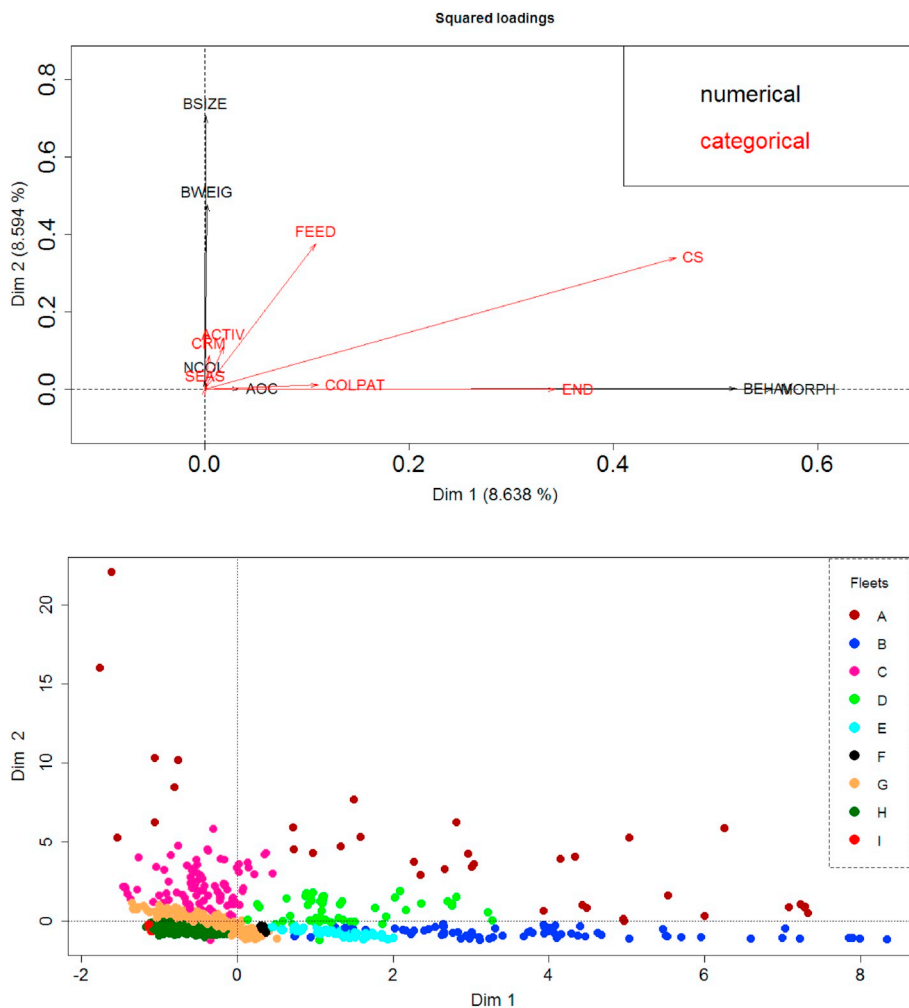 Squared loadings
0.8
numerical
BSIZE
categorical
0.6
BWEIG
Dim 2 (8.594 %)
FEED
0.4
CS
0.2
ACTIV
CRM
NCOL
SEAS
AOC
COLPAT
END
BEHAV
MORPH
0.0
0.0
0.2
0.4
0.6
Dim 1 (8.638 %)
Fleets
A
B
C
D
E
F
G
H
I
20
15
10
5
0
Dim 2
-2
0
2
4
6
8
Dim 1